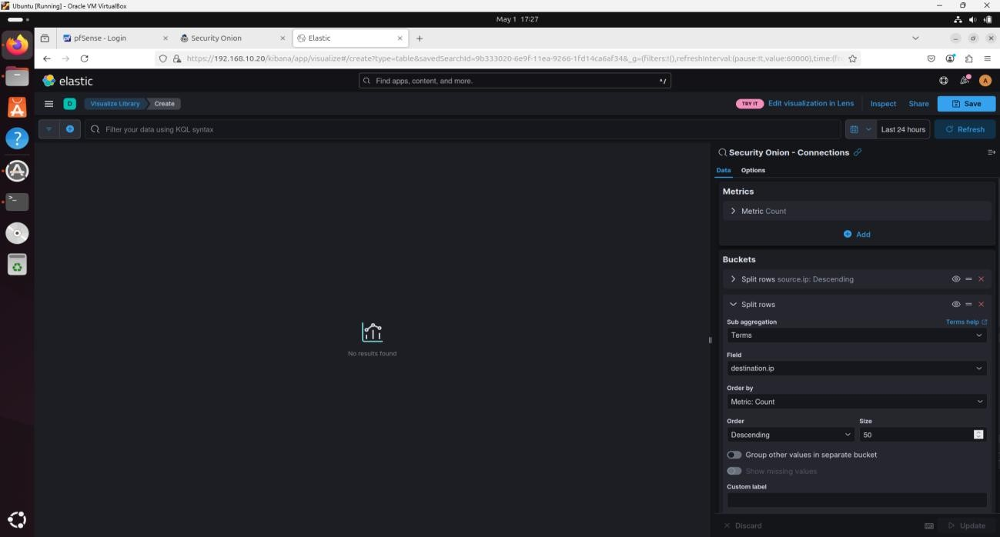 Ubuntu [Running] - Oracle VM VirtualBox
May 1 17:27
pfSense - Login
Security Onion
Elastic
https://192.168.10.20/kibana/app/visualize#/create?type=table&savedSearchId=9b333020-6e9f-11ea-9266-1fd14ca6af34&_g=(filters:!(),refreshInterval:(pause:!t,value:60000),time:(fr
elastic
Find apps, content, and more.
^/
A
D
Visualize Library
Create
TRY IT
Edit visualization in Lens
Inspect
Share
Save
Filter your data using KQL syntax
Last 24 hours
Refresh
Security Onion - Connections
Data
Options
Metrics
Metric Count
Add
Buckets
Split rows source.ip: Descending
Split rows
Sub aggregation
Terms help
Terms
Field
destination.ip
Order by
Metric: Count
Order
Size
Descending
50
Group other values in separate bucket
Show missing values
Custom label
No results found
Discard
Update